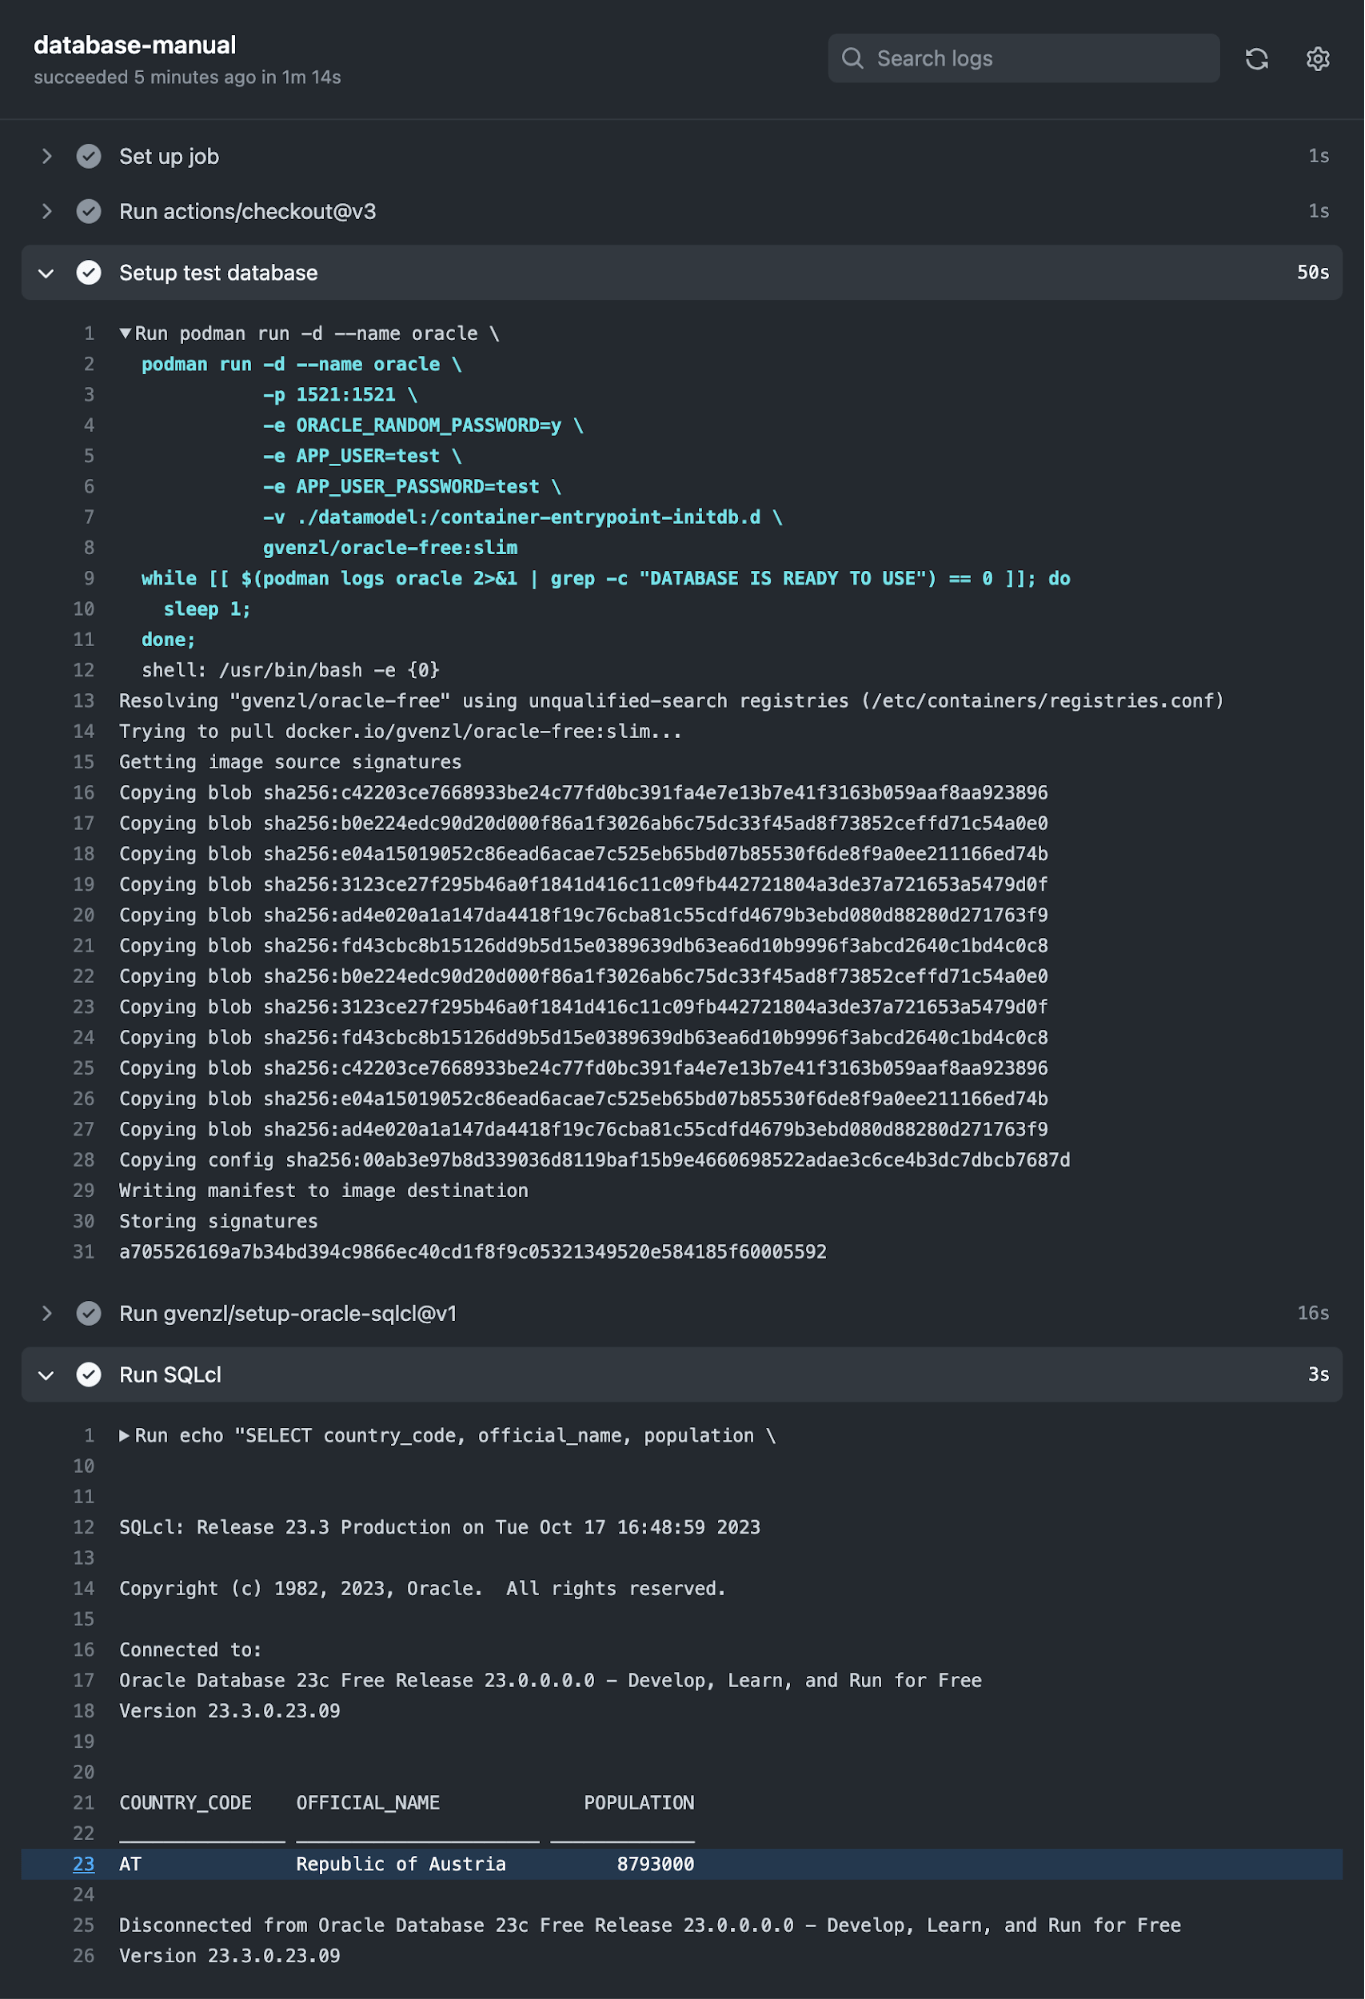 database-manual
succeeded 5 minutes ago in 1m 14s
Search logs
Set up job 1s
Run actions/checkout@v3 1s
Setup test database 50s
1 ▼Run podman run -d --name oracle \
2 podman run -d --name oracle \
3 -p 1521:1521 \
4 -e ORACLE_RANDOM_PASSWORD=y \
5 -e APP_USER=test \
6 -e APP_USER_PASSWORD=test \
7 -v ./datamodel:/container-entrypoint-initdb.d \
8 gvenzl/oracle-free:slim
9 while [[ $(podman logs oracle 2>&1 | grep -c "DATABASE IS READY TO USE") == 0 ]]; do
10 sleep 1;
11 done;
12 shell: /usr/bin/bash -e {0}
13 Resolving "gvenzl/oracle-free" using unqualified-search registries (/etc/containers/registries.conf)
14 Trying to pull docker.io/gvenzl/oracle-free:slim...
15 Getting image source signatures
16 Copying blob sha256:c42203ce7668933be24c77fd0bc391fa4e7e13b7e41f3163b059aaf8aa923896
17 Copying blob sha256:b0e224edc90d20d000f86a1f3026ab6c75dc33f45ad8f73852ceffd71c54a0e0
18 Copying blob sha256:e04a15019052c86ead6acae7c525eb65bd07b85530f6de8f9a0ee211166ed74b
19 Copying blob sha256:3123ce27f295b46a0f1841d416c11c09fb442721804a3de37a721653a5479d0f
20 Copying blob sha256:ad4e020a1a147da4418f19c76cba81c55cdfd4679b3ebd080d88280d271763f9
21 Copying blob sha256:fd43cbc8b15126dd9b5d15e0389639db63ea6d10b9996f3abcd2640c1bd4c0c8
22 Copying blob sha256:b0e224edc90d20d000f86a1f3026ab6c75dc33f45ad8f73852ceffd71c54a0e0
23 Copying blob sha256:3123ce27f295b46a0f1841d416c11c09fb442721804a3de37a721653a5479d0f
24 Copying blob sha256:fd43cbc8b15126dd9b5d15e0389639db63ea6d10b9996f3abcd2640c1bd4c0c8
25 Copying blob sha256:c42203ce7668933be24c77fd0bc391fa4e7e13b7e41f3163b059aaf8aa923896
26 Copying blob sha256:e04a15019052c86ead6acae7c525eb65bd07b85530f6de8f9a0ee211166ed74b
27 Copying blob sha256:ad4e020a1a147da4418f19c76cba81c55cdfd4679b3ebd080d88280d271763f9
28 Copying config sha256:00ab3e97b8d339036d8119baf15b9e4660698522adae3c6ce4b3dc7dbcb7687d
29 Writing manifest to image destination
30 Storing signatures
31 a705526169a7b34bd394c9866ec40cd1f8f9c05321349520e584185f60005592
Run gvenzl/setup-oracle-sqlcl@v1 16s
Run SQLcl 3s
1 ▶Run echo "SELECT country_code, official_name, population \
10
11
12 SQLcl: Release 23.3 Production on Tue Oct 17 16:48:59 2023
13
14 Copyright (c) 1982, 2023, Oracle.  All rights reserved.
15
16 Connected to:
17 Oracle Database 23c Free Release 23.0.0.0.0 - Develop, Learn, and Run for Free
18 Version 23.3.0.23.09
19
20
21 COUNTRY_CODE OFFICIAL_NAME POPULATION
22 _______________ ______________________ _____________
23 AT Republic of Austria 8793000
24
25 Disconnected from Oracle Database 23c Free Release 23.0.0.0.0 - Develop, Learn, and Run for Free
26 Version 23.3.0.23.09